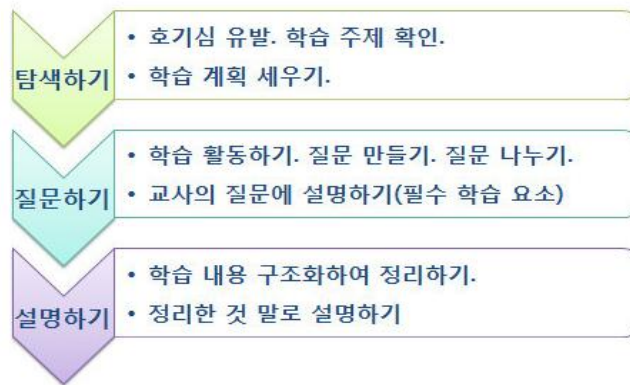 탐색하기
• 호기심 유발. 학습 주제 확인.
• 학습 계획 세우기.
질문하기
• 학습 활동하기. 질문 만들기. 질문 나누기.
• 교사의 질문에 설명하기(필수 학습 요소)
설명하기
• 학습 내용 구조화하여 정리하기.
• 정리한 것 말로 설명하기